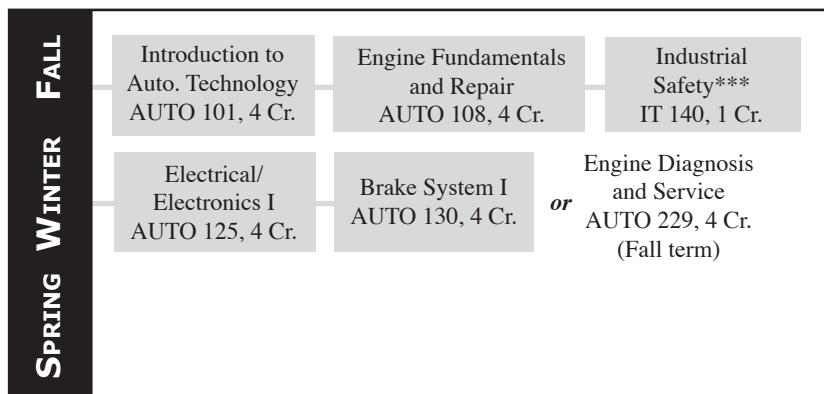 FALL
Introduction to
Auto. Technology
AUTO 101, 4 Cr.
Engine Fundamentals
and Repair
AUTO 108, 4 Cr.
Industrial
Safety***
IT 140, 1 Cr.
WINTER
Electrical/
Electronics I
AUTO 125, 4 Cr.
Brake System I
AUTO 130, 4 Cr.
or
Engine Diagnosis
and Service
AUTO 229, 4 Cr.
(Fall term)
SPRING